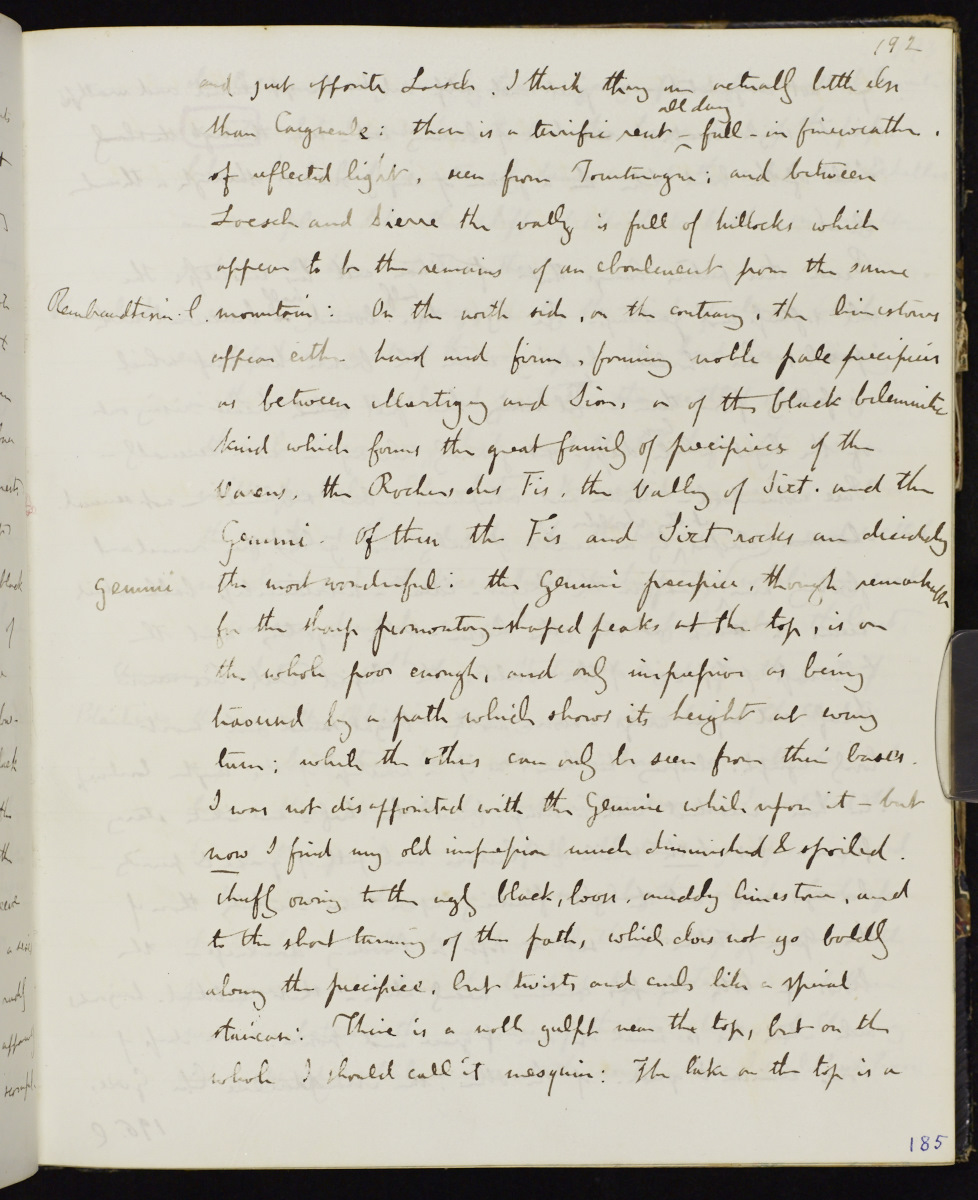 192
and just opposite Loesch. I think they are actually little else
than Cargneule: there is a terrific rent - full - in fine weather.
all day
of reflected light, seen from Tourtmagne; and between
Loesch and Sierre the valley is full of hillocks which
appear to be the remains of an eboulement from the same
mountain: On the north side, on the contrary, the limestones
appear either hard and firm, forming noble pale precipices
as between Martigny and Sion, or of the black belemnitic
kind which forms the great family of precipices of the
Varens, the Rochers des Fis, the Valley of Sixt. and the
Gemmi. Of these the Fis and Sixt rocks are decidedly
Gemmi
the most wonderful: the Gemmi precipice, though remarkable
for the sharp promontory-shaped peaks at the top, is on
the whole poor enough, and only impressive as being
traversed by a path which shows its height at every
turn; while the others can only be seen from their bases.
I was not disappointed with the Gemmi while upon it - but
now I find my old impression much diminished & spoiled.
chiefly owing to the ugly black, loose, muddy limestone, and
to the short turning of the path, which does not go boldly
along the precipice, but twists and curls like a spiral
staircase: There is a noble gulph near the top, but on the
whole I should call it mesquin: The lake on the top is a
185